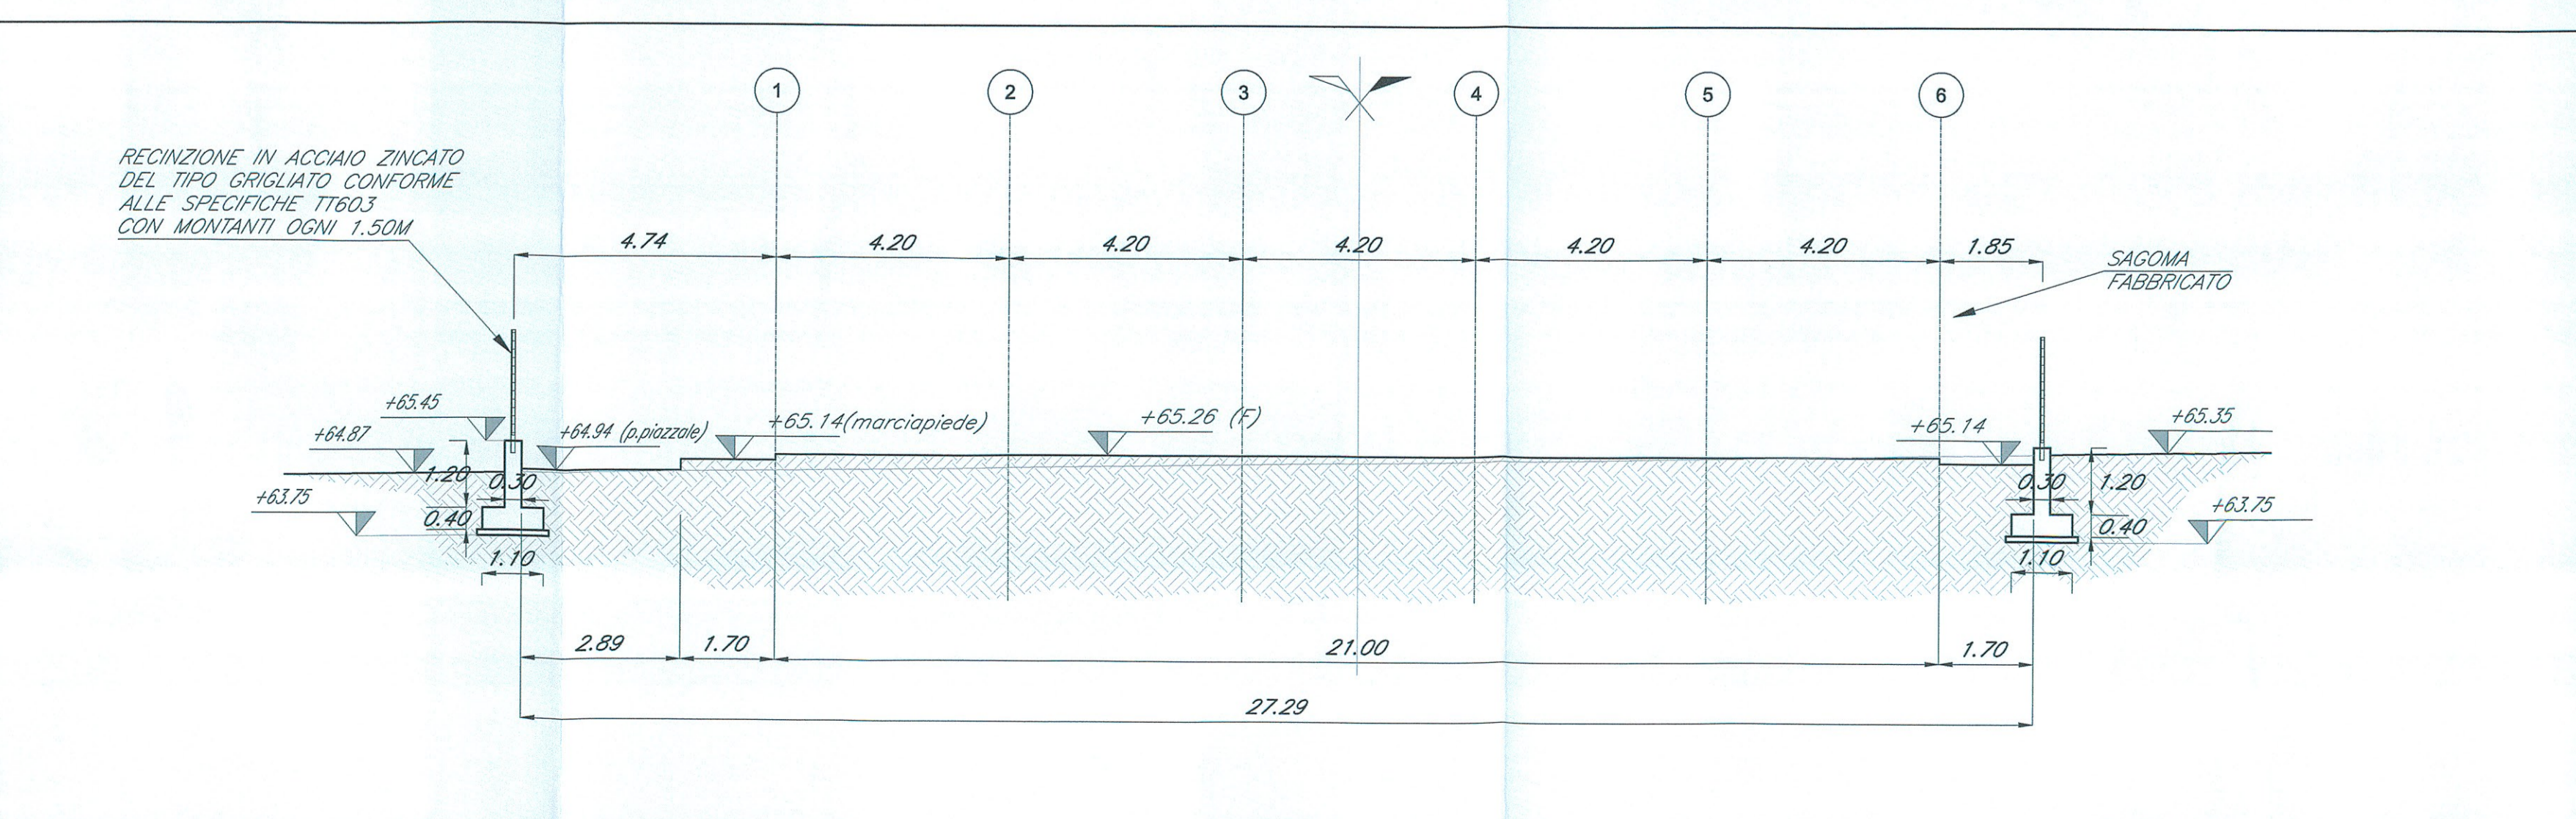 1 2 3 4 5 6
RECINZIONE IN ACCIAIO ZINCATO
DEL TIPO GRIGLIATO CONFORME
ALLE SPECIFICHE TT603
CON MONTANTI OGNI 1.50M
4.74 4.20 4.20 4.20 4.20 4.20 1.85
SAGOMA
FABBRICATO
+65.45
+64.87
+64.94 (p.piazzale)
+65.14(marciapiede)
+65.26 (F)
+65.14
+65.35
1.20 0.30
+63.75
0.40
1.10
0.30 1.20
+63.75
0.40
1.10
2.89 1.70 21.00 1.70
27.29